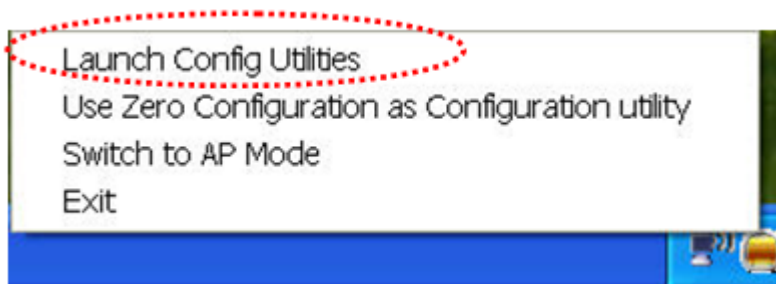 Launch Config Utilities
Use Zero Configuration as Configuration utility
Switch to AP Mode
Exit